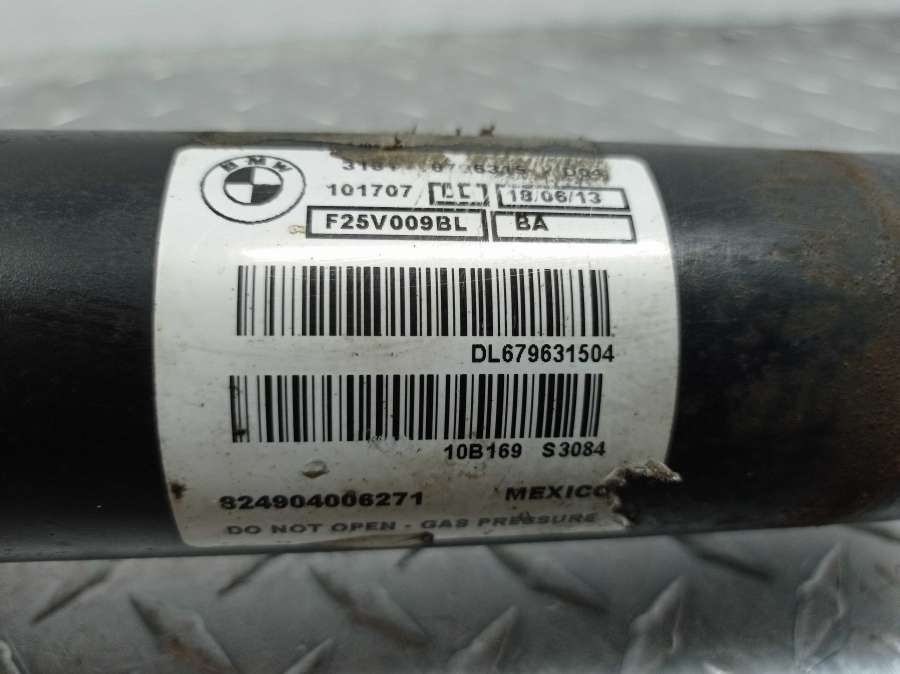 BMW
101707 18/06/13
F25V009BL BA
DL679631504
10B169 S3084
824904006271 MEXICO
DO NOT OPEN - GAS PRESSURE